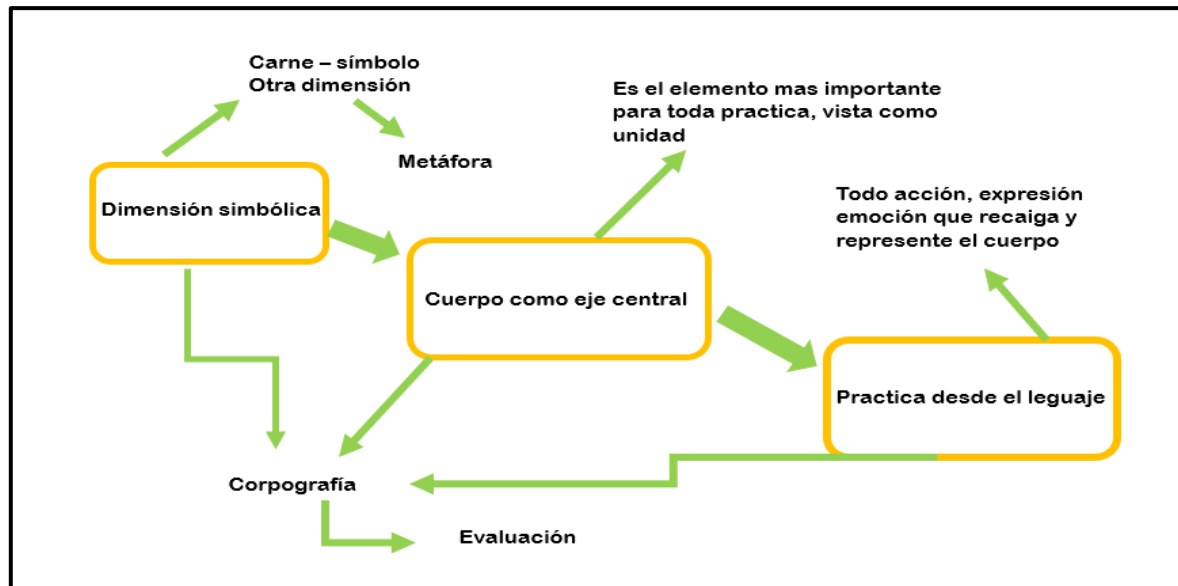 Carne – símbolo
Otra dimensión
Metáfora
Dimensión simbólica
Es el elemento mas importante
para toda practica, vista como
unidad
Cuerpo como eje central
Todo acción, expresión
emoción que recaiga y
represente el cuerpo
Practica desde el leguaje
Corpografía
Evaluación